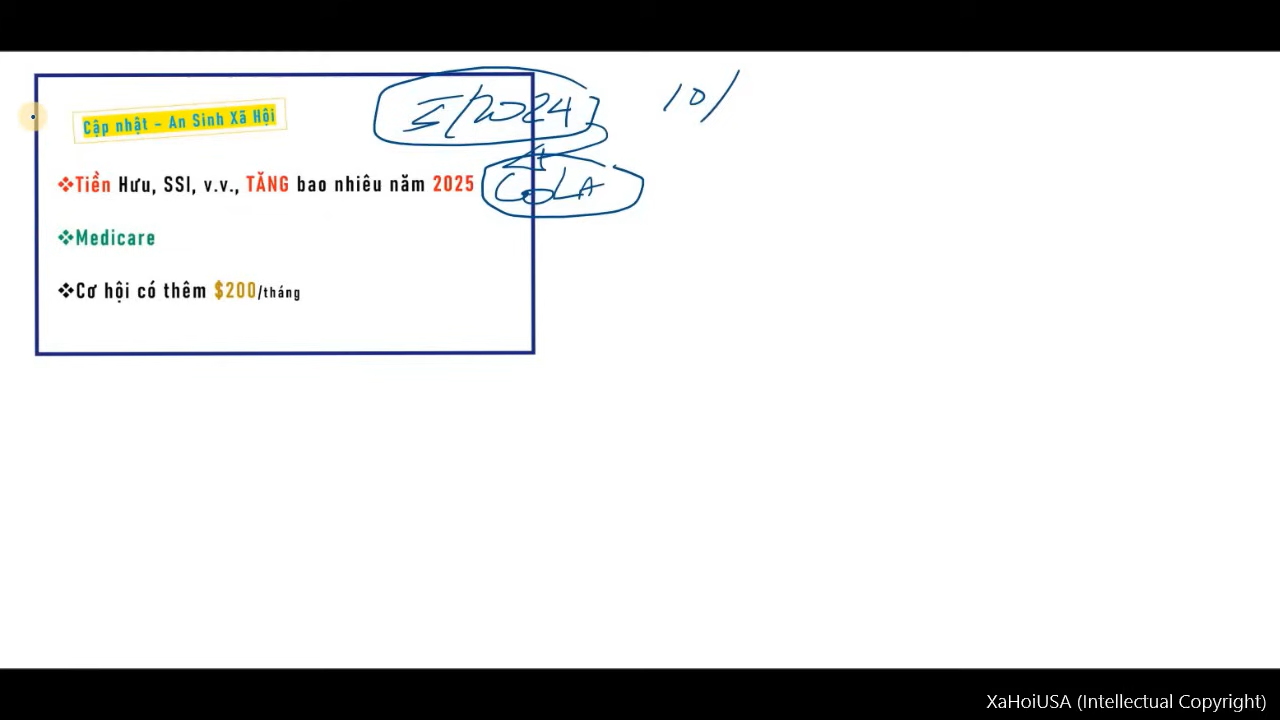 Cập nhật – An Sinh Xã Hội
I/2024
10/
❖Tiền Hưu, SSI, v.v., TĂNG bao nhiêu năm 2025
COLA
❖Medicare
❖Cơ hội có thêm $200/tháng
XaHoiUSA (Intellectual Copyright)